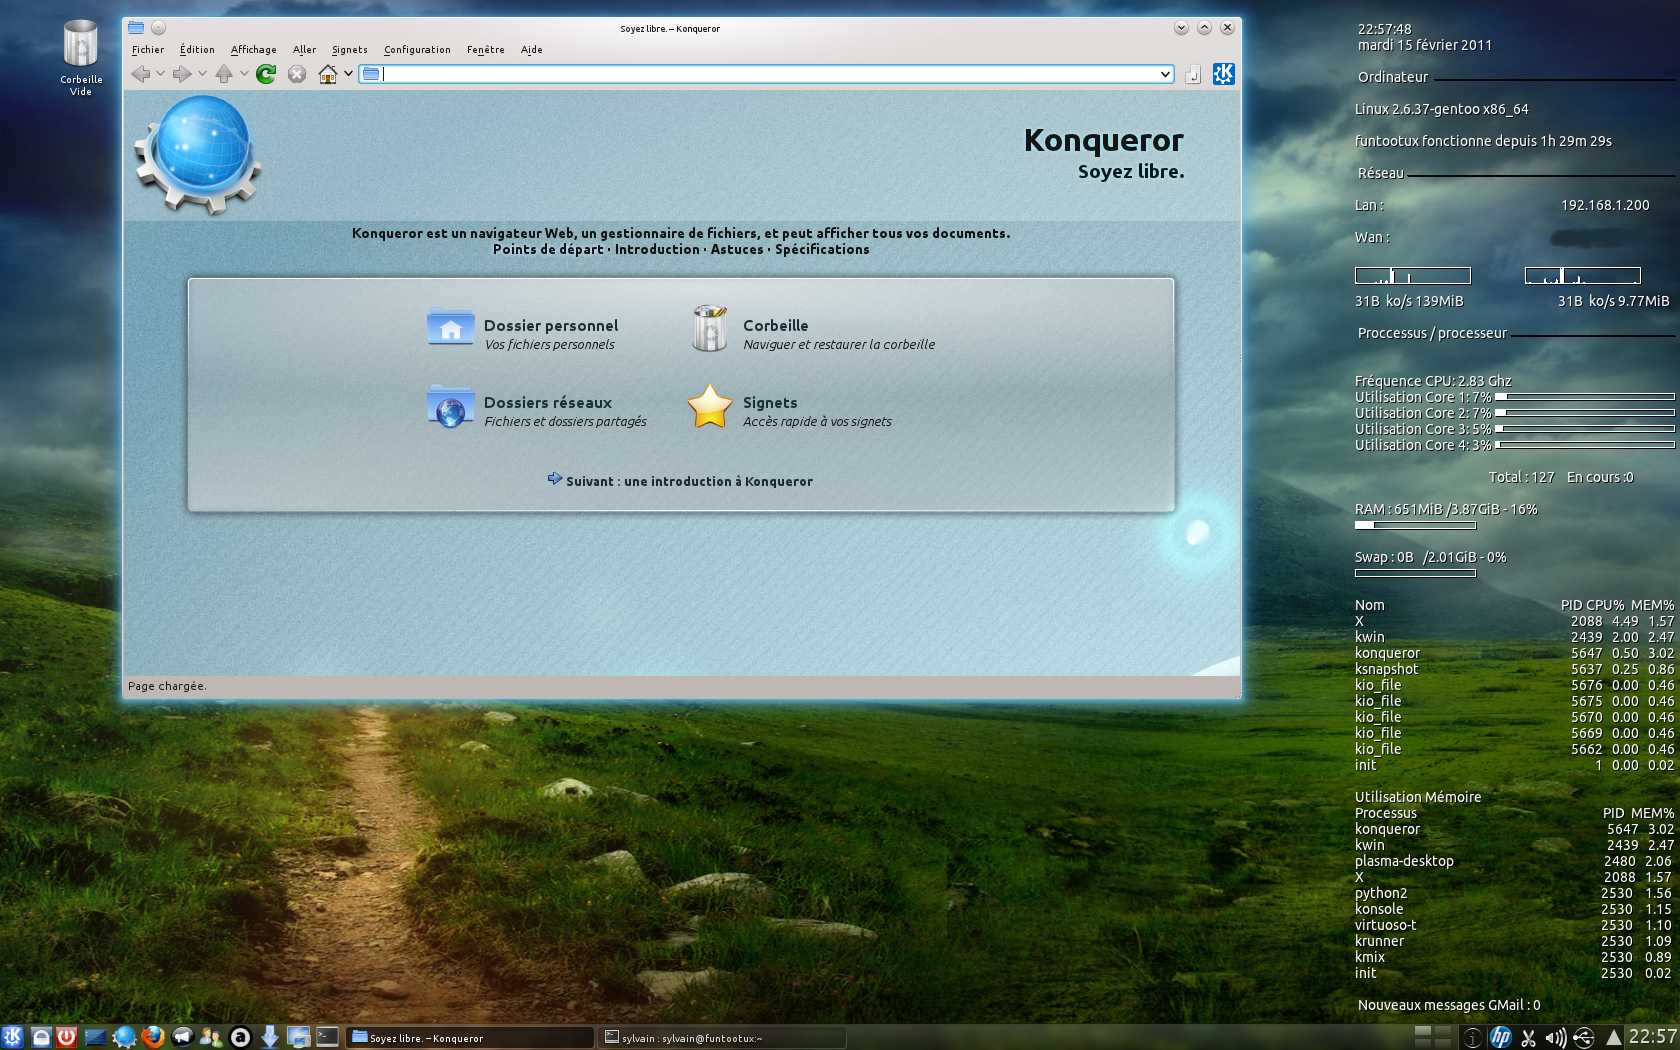 Corbeille
Vide
Soyez libre. – Konqueror
Fichier Édition Affichage Aller Signets Configuration Fenêtre Aide
Konqueror
Soyez libre.
Konqueror est un navigateur Web, un gestionnaire de fichiers, et peut afficher tous vos documents.
Points de départ · Introduction · Astuces · Spécifications
Dossier personnel
Vos fichiers personnels
Corbeille
Naviguer et restaurer la corbeille
Dossiers réseaux
Fichiers et dossiers partagés
Signets
Accès rapide à vos signets
Suivant : une introduction à Konqueror
Page chargée.
22:57:48
mardi 15 février 2011
Ordinateur
Linux 2.6.37-gentoo x86_64
funtootux fonctionne depuis 1h 29m 29s
Réseau
Lan : 192.168.1.200
Wan :
31B ko/s 139MiB 31B ko/s 9.77MiB
Proccessus / processeur
Fréquence CPU: 2.83 Ghz
Utilisation Core 1: 7%
Utilisation Core 2: 7%
Utilisation Core 3: 5%
Utilisation Core 4: 3%
Total : 127 En cours :0
RAM : 651MiB /3.87GiB - 16%
Swap : 0B /2.01GiB - 0%
Nom PID CPU% MEM%
X 2088 4.49 1.57
kwin 2439 2.00 2.47
konqueror 5647 0.50 3.02
ksnapshot 5637 0.25 0.86
kio_file 5676 0.00 0.46
kio_file 5675 0.00 0.46
kio_file 5670 0.00 0.46
kio_file 5669 0.00 0.46
kio_file 5662 0.00 0.46
init 1 0.00 0.02
Utilisation Mémoire
Processus PID MEM%
konqueror 5647 3.02
kwin 2439 2.47
plasma-desktop 2480 2.06
X 2088 1.57
python2 2530 1.56
konsole 2530 1.15
virtuoso-t 2530 1.10
krunner 2530 1.09
kmix 2530 0.89
init 2530 0.02
Nouveaux messages GMail : 0
Soyez libre. – Konqueror
sylvain : sylvain@funtootux:~
hp
22:57